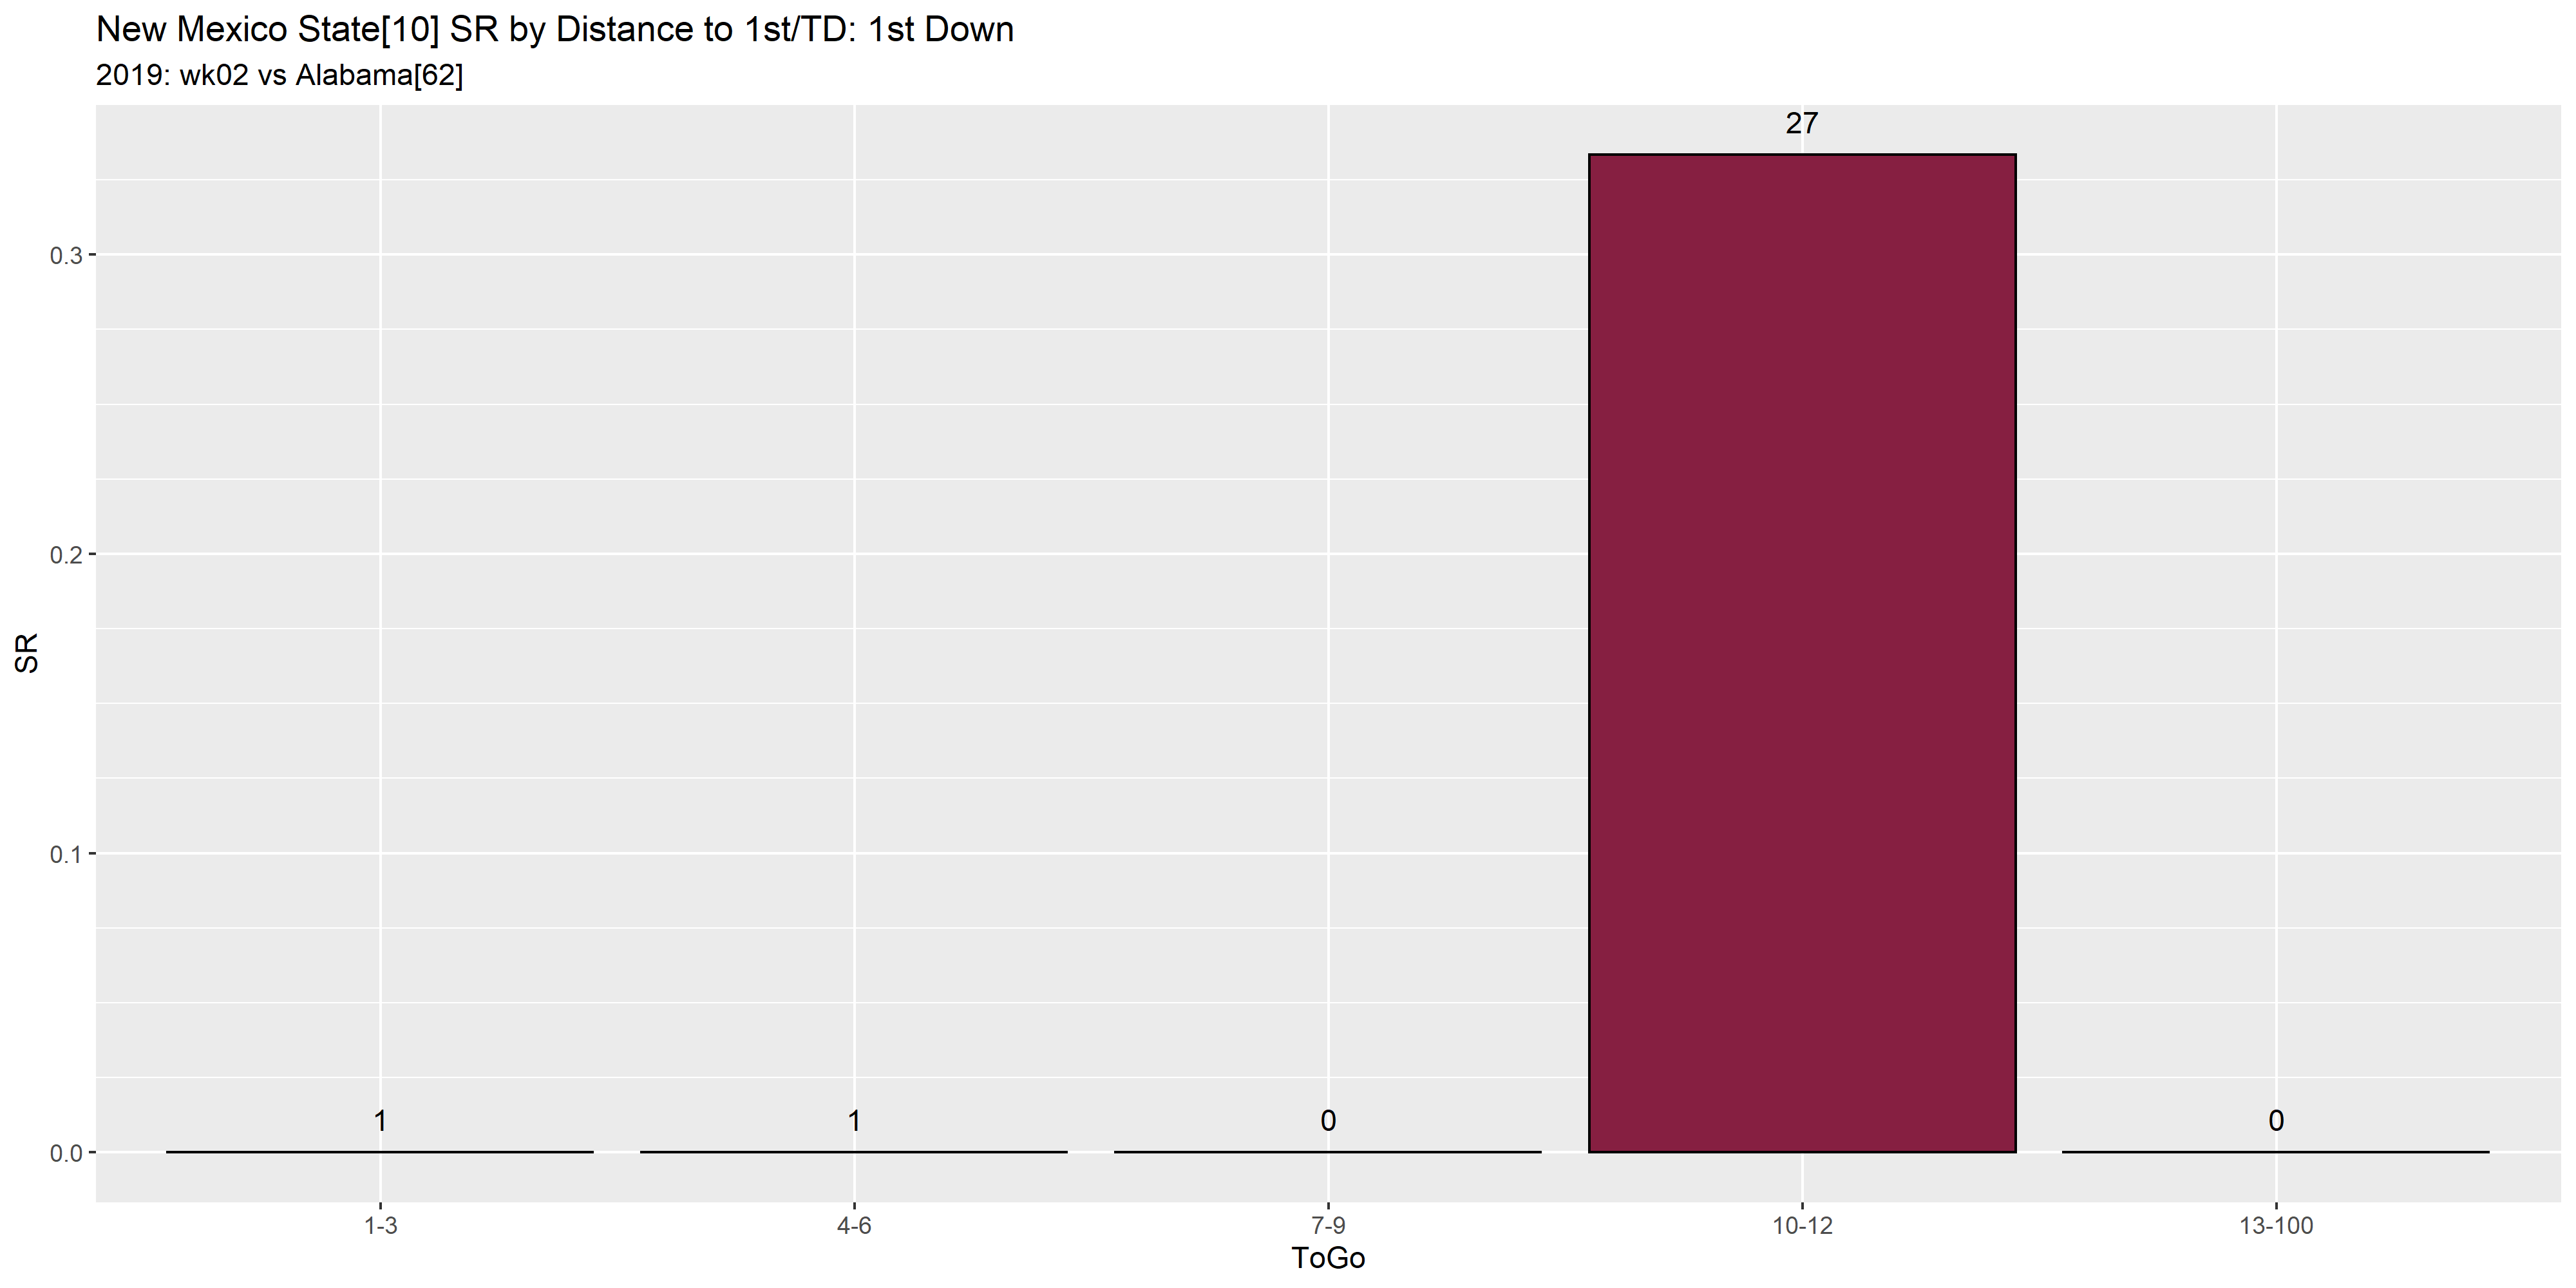 New Mexico State[10] SR by Distance to 1st/TD: 1st Down
2019: wk02 vs Alabama[62]
27
0.3
0.2
SR
0.1
1 1 0 0
0.0
1-3 4-6 7-9 10-12 13-100
ToGo